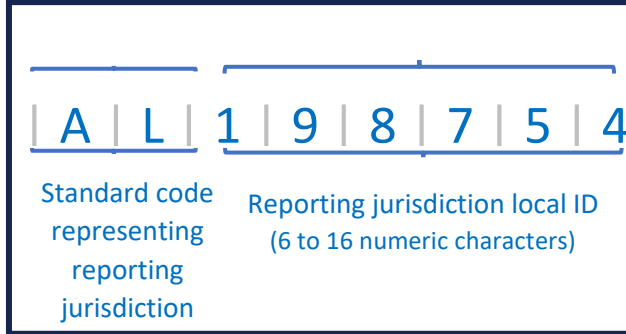 | A | L | 1 | 9 | 8 | 7 | 5 | 4
Standard code
representing
reporting
jurisdiction
Reporting jurisdiction local ID
(6 to 16 numeric characters)